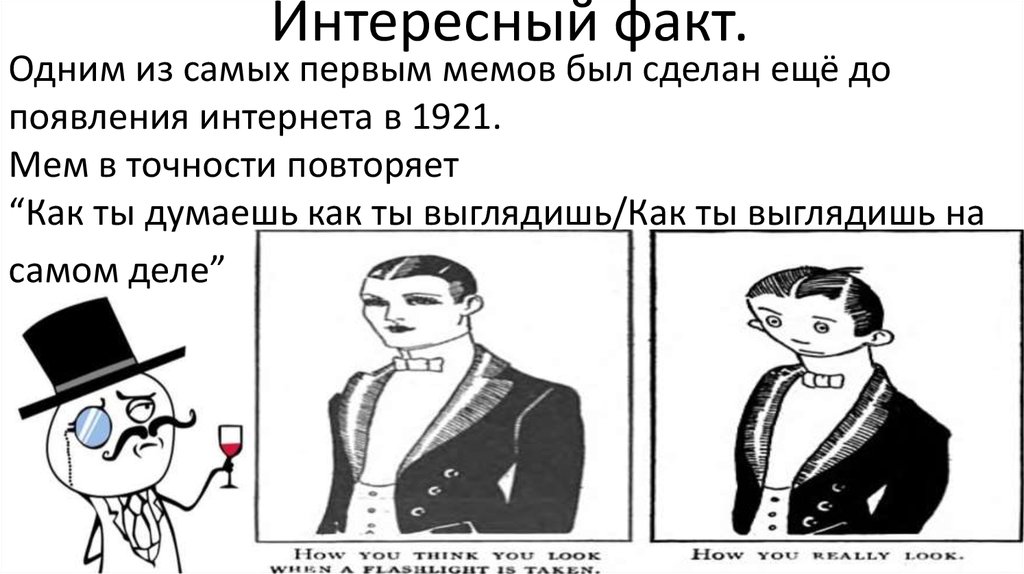 Интересный факт.
Одним из самых первым мемов был сделан ещё до
появления интернета в 1921.
Мем в точности повторяет
“Как ты думаешь как ты выглядишь/Как ты выглядишь на
самом деле”
How you think you look
when a flashlight is taken.
How you really look.